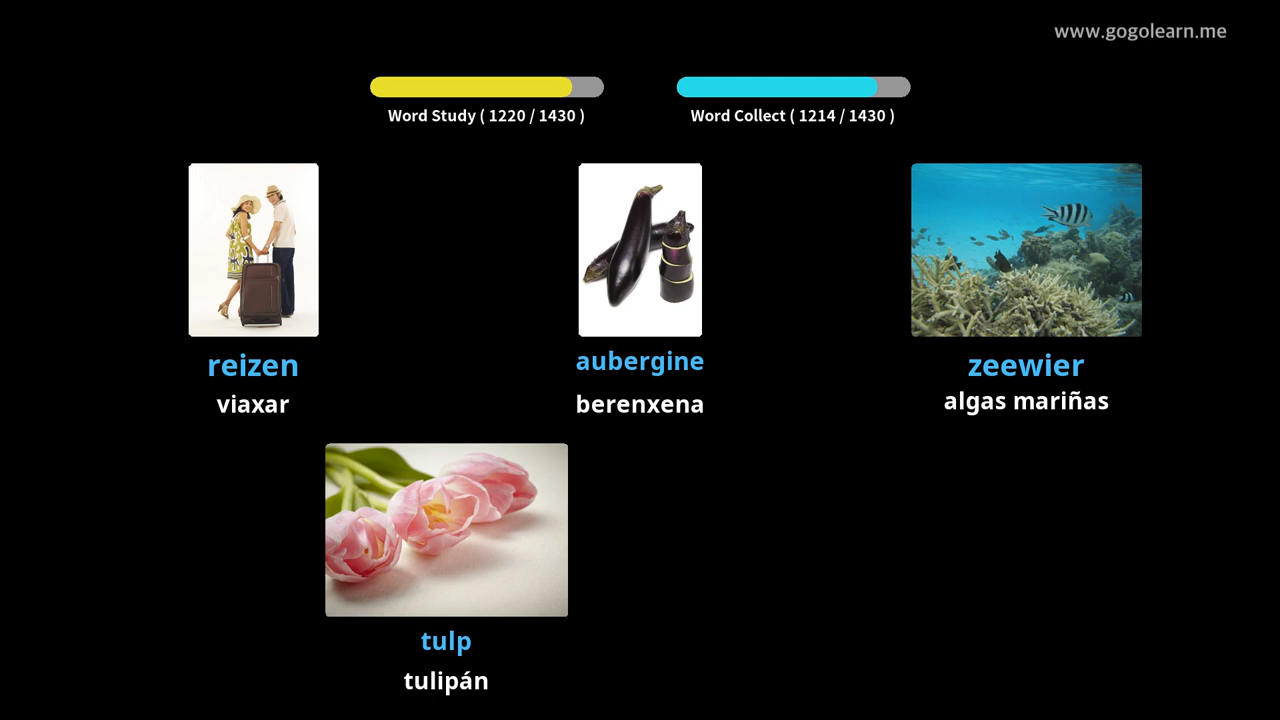 www.gogolearn.me
Word Study ( 1220 / 1430 )
Word Collect ( 1214 / 1430 )
reizen
viaxar
aubergine
berenxena
zeewier
algas mariñas
tulp
tulipán